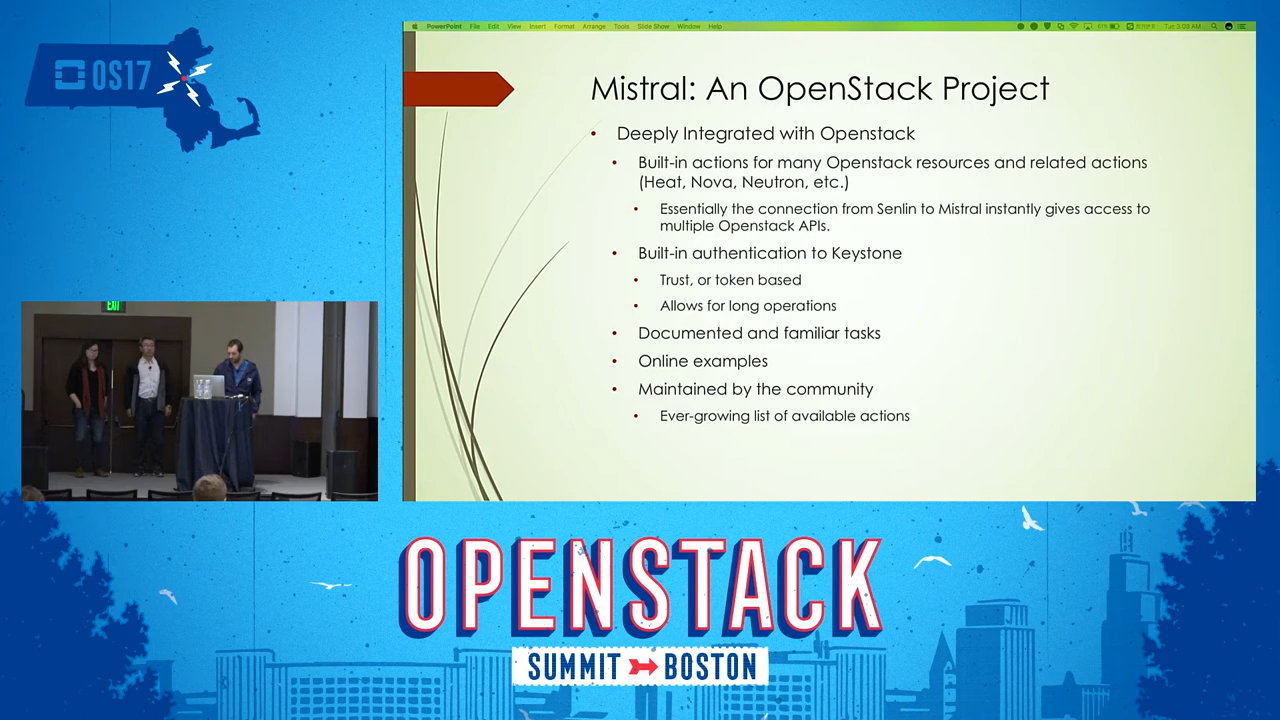 OS17
PowerPoint File Edit View Insert Format Arrange Tools Slide Show Window Help
Tue 3:09 AM
Mistral: An OpenStack Project
• Deeply Integrated with Openstack
• Built-in actions for many Openstack resources and related actions
(Heat, Nova, Neutron, etc.)
• Essentially the connection from Senlin to Mistral instantly gives access to
multiple Openstack APIs.
• Built-in authentication to Keystone
• Trust, or token based
• Allows for long operations
• Documented and familiar tasks
• Online examples
• Maintained by the community
• Ever-growing list of available actions
EXIT
OPENSTACK
SUMMIT BOSTON